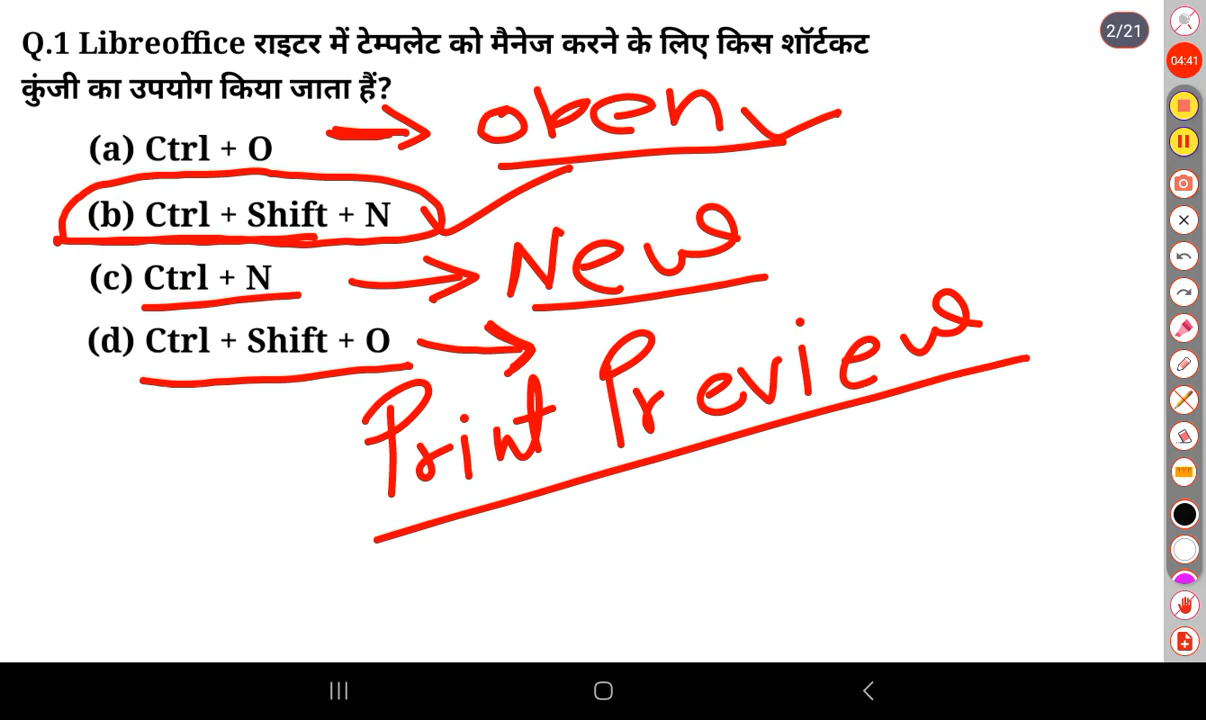 Q.1 Libreoffice राइटर में टेम्पलेट को मैनेज करने के लिए किस शॉर्टकट
2/21
04:41
कुंजी का उपयोग किया जाता हैं?
(a) Ctrl + O
open
(b) Ctrl + Shift + N
(c) Ctrl + N
New
(d) Ctrl + Shift + O
Print Preview